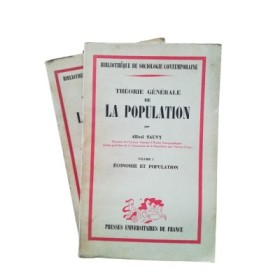 BIBLIOTHÈQUE DE SOCIOLOGIE CONTEMPORAINE
THÉORIE GÉNÉRALE
DE
LA POPULATION
par
Alfred SAUVY
VOLUME I
ÉCONOMIE ET POPULATION
PRESSES UNIVERSITAIRES DE FRANCE
BIBLIOTHÈQUE
L